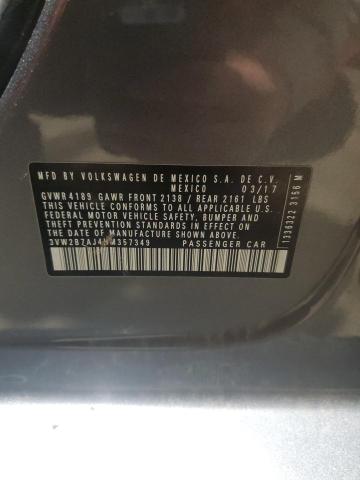 MFD BY VOLKSWAGEN DE MEXICO S.A. DE C.V.
MEXICO 03/17
GVWR 4189 GAWR FRONT 2138 / REAR 2161 LBS
THIS VEHICLE CONFORMS TO ALL APPLICABLE
FEDERAL MOTOR VEHICLE SAFETY, BUMPER AND
THEFT PREVENTION STANDARDS IN EFFECT ON
THE DATE OF MANUFACTURE SHOWN ABOVE.
PASSENGER CAR
1336322 3156 M